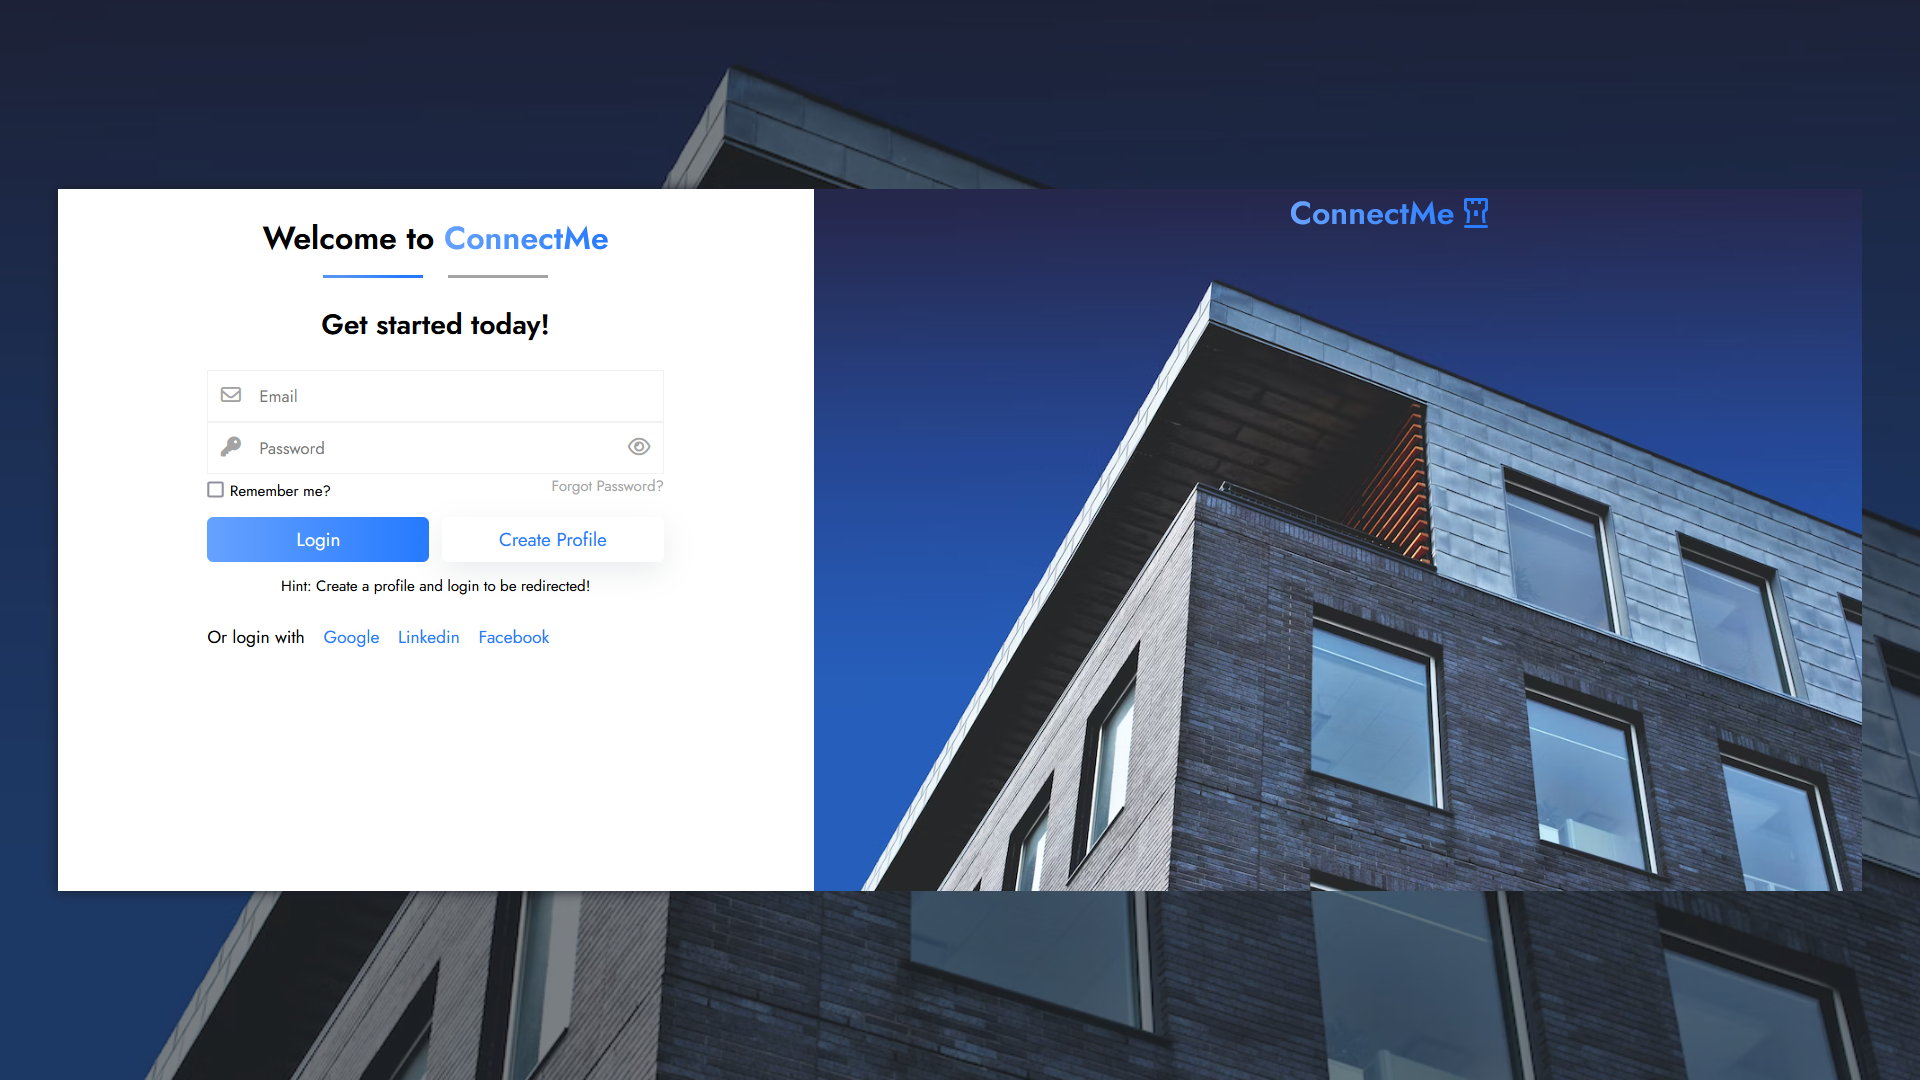 Welcome to ConnectMe
Get started today!
Email
Password
Remember me?
Forgot Password?
Login
Create Profile
Hint: Create a profile and login to be redirected!
Or login with Google Linkedin Facebook
ConnectMe